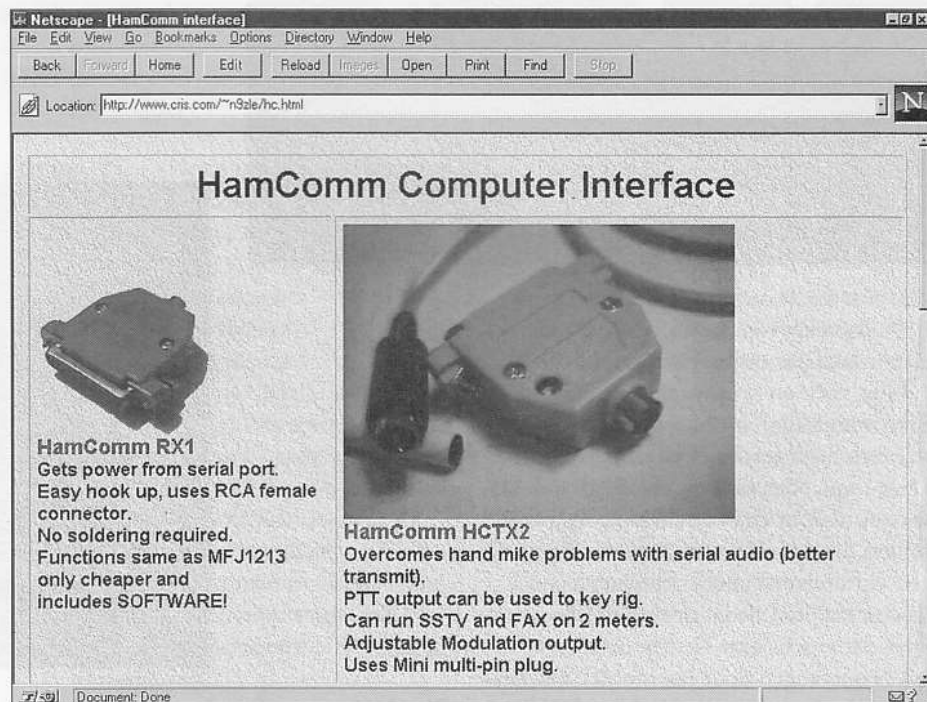 Netscape - [HamComm interface]
File Edit View Go Bookmarks Options Directory Window Help
Back Forward Home Edit Reload Images Open Print Find Stop
Location: http://www.cris.com/~n9zle/hc.html
N
HamComm Computer Interface
HamComm RX1
Gets power from serial port.
Easy hook up, uses RCA female
connector.
No soldering required.
Functions same as MFJ1213
only cheaper and
includes SOFTWARE!
HamComm HCTX2
Overcomes hand mike problems with serial audio (better
transmit).
PTT output can be used to key rig.
Can run SSTV and FAX on 2 meters.
Adjustable Modulation output.
Uses Mini multi-pin plug.
Document: Done
?